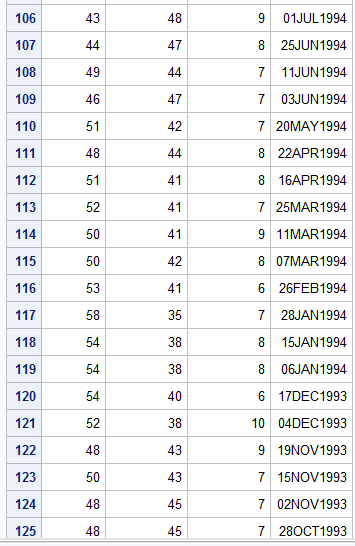 106 43 48 9 01JUL1994
107 44 47 8 25JUN1994
108 49 44 7 11JUN1994
109 46 47 7 03JUN1994
110 51 42 7 20MAY1994
111 48 44 8 22APR1994
112 51 41 8 16APR1994
113 52 41 7 25MAR1994
114 50 41 9 11MAR1994
115 50 42 8 07MAR1994
116 53 41 6 26FEB1994
117 58 35 7 28JAN1994
118 54 38 8 15JAN1994
119 54 38 8 06JAN1994
120 54 40 6 17DEC1993
121 52 38 10 04DEC1993
122 48 43 9 19NOV1993
123 50 43 7 15NOV1993
124 48 45 7 02NOV1993
125 48 45 7 28OCT1993